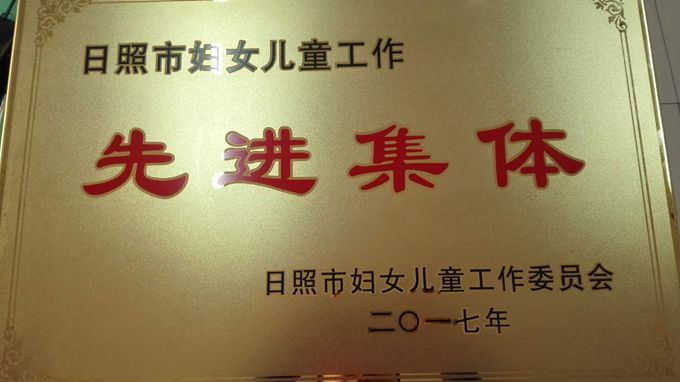 日照市妇女儿童工作
先进集体
日照市妇女儿童工作委员会
二〇一七年